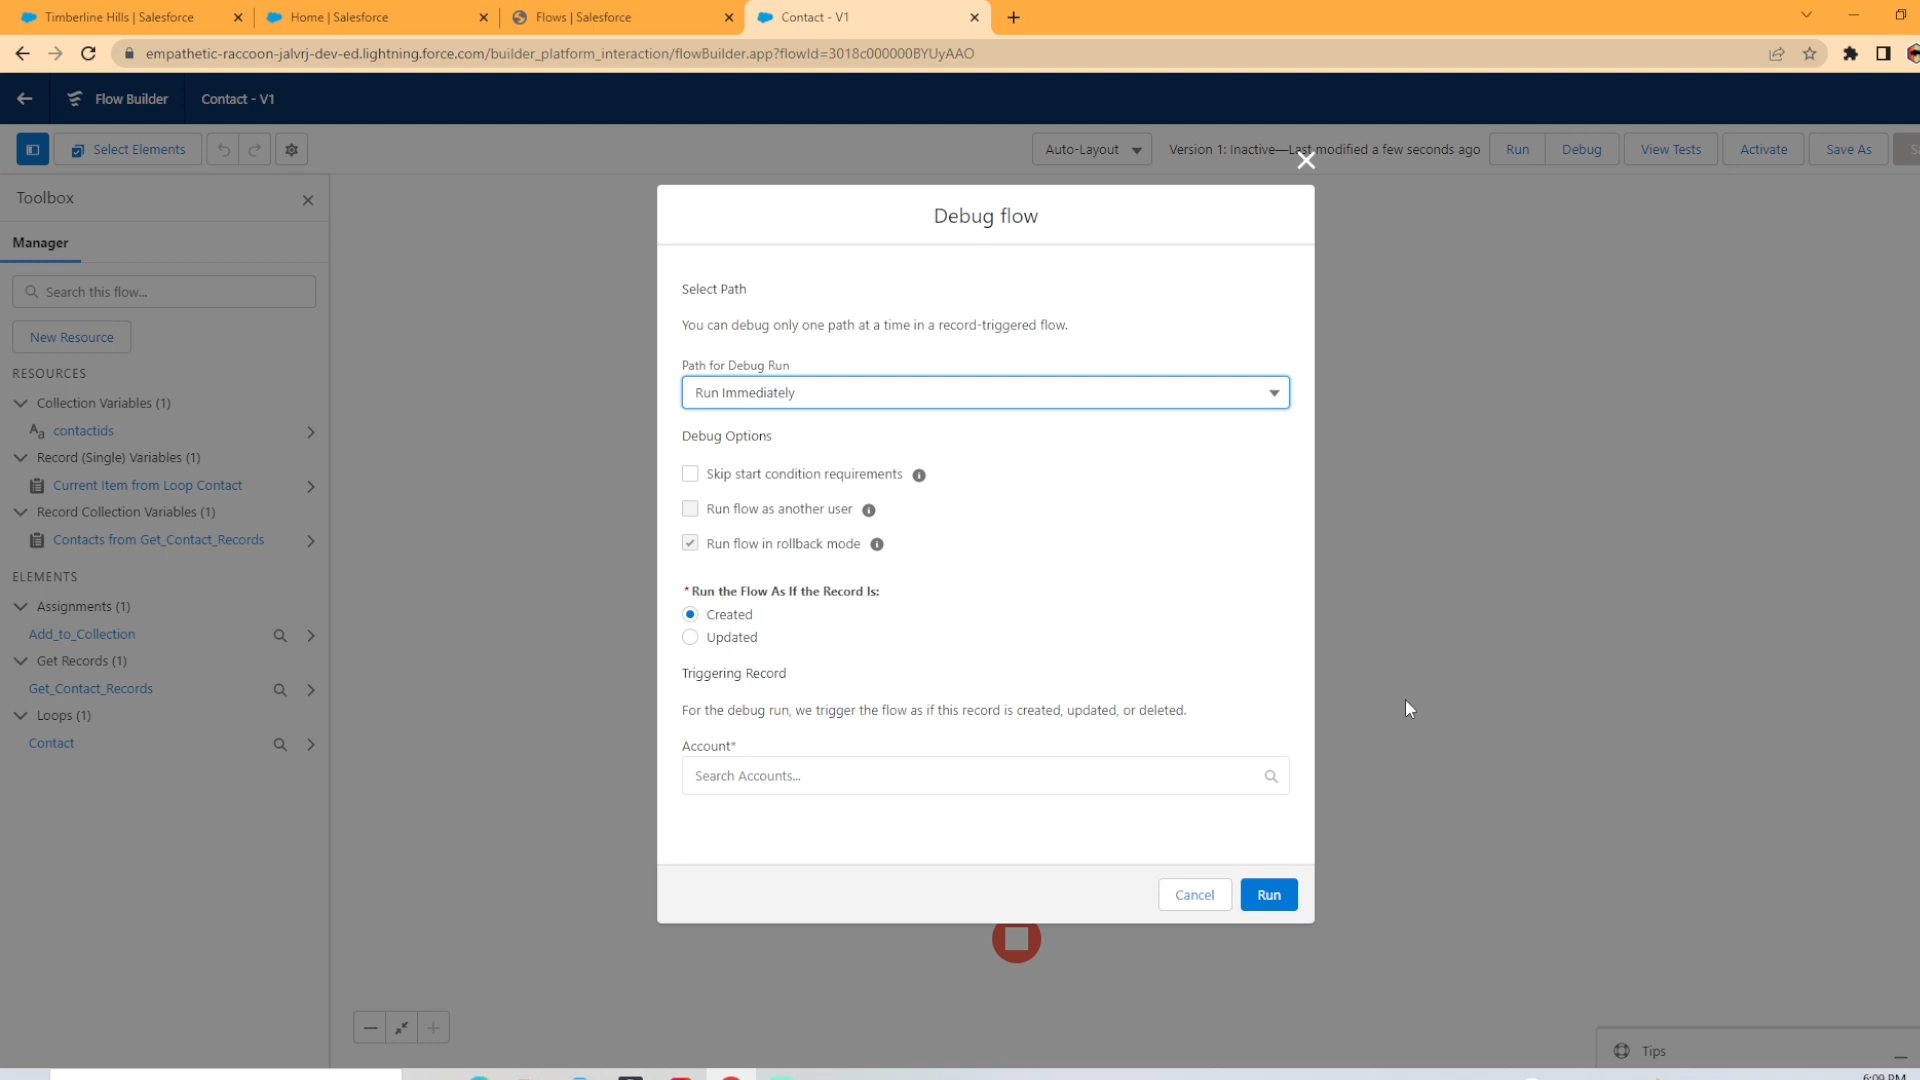 Timberline Hills | Salesforce
Home | Salesforce
Flows | Salesforce
Contact - V1
empathetic-raccoon-jalvrj-dev-ed.lightning.force.com/builder_platform_interaction/flowBuilder.app?flowId=3018c000000BYUyAAO
Flow Builder
Contact - V1
Select Elements
Auto-Layout
Version 1: Inactive—Last modified a few seconds ago
Run
Debug
View Tests
Activate
Save As
Toolbox
Manager
Search this flow...
New Resource
RESOURCES
Collection Variables (1)
Aa contactids
Record (Single) Variables (1)
Current Item from Loop Contact
Record Collection Variables (1)
Contacts from Get_Contact_Records
ELEMENTS
Assignments (1)
Add_to_Collection
Get Records (1)
Get_Contact_Records
Loops (1)
Contact
Debug flow
Select Path
You can debug only one path at a time in a record-triggered flow.
Path for Debug Run
Run Immediately
Debug Options
Skip start condition requirements
Run flow as another user
Run flow in rollback mode
*Run the Flow As If the Record Is:
Created
Updated
Triggering Record
For the debug run, we trigger the flow as if this record is created, updated, or deleted.
Account*
Search Accounts...
Cancel
Run
Tips
6:09 PM